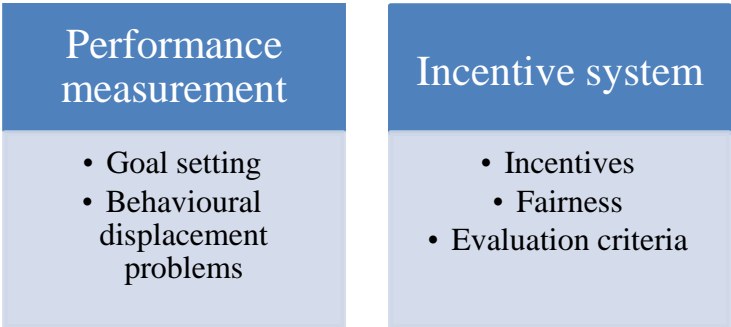 Performance
measurement
• Goal setting
• Behavioural
displacement
problems
Incentive system
• Incentives
• Fairness
• Evaluation criteria